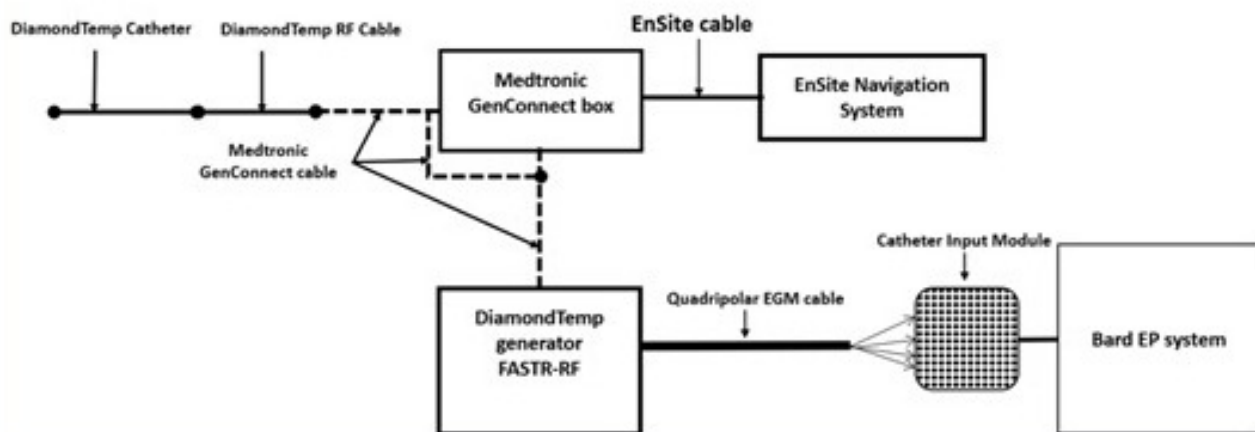 DiamondTemp Catheter
DiamondTemp RF Cable
EnSite cable
Medtronic
GenConnect box
EnSite Navigation
System
Medtronic
GenConnect cable
Catheter Input Module
Quadripolar EGM cable
DiamondTemp
generator
FASTR-RF
Bard EP system